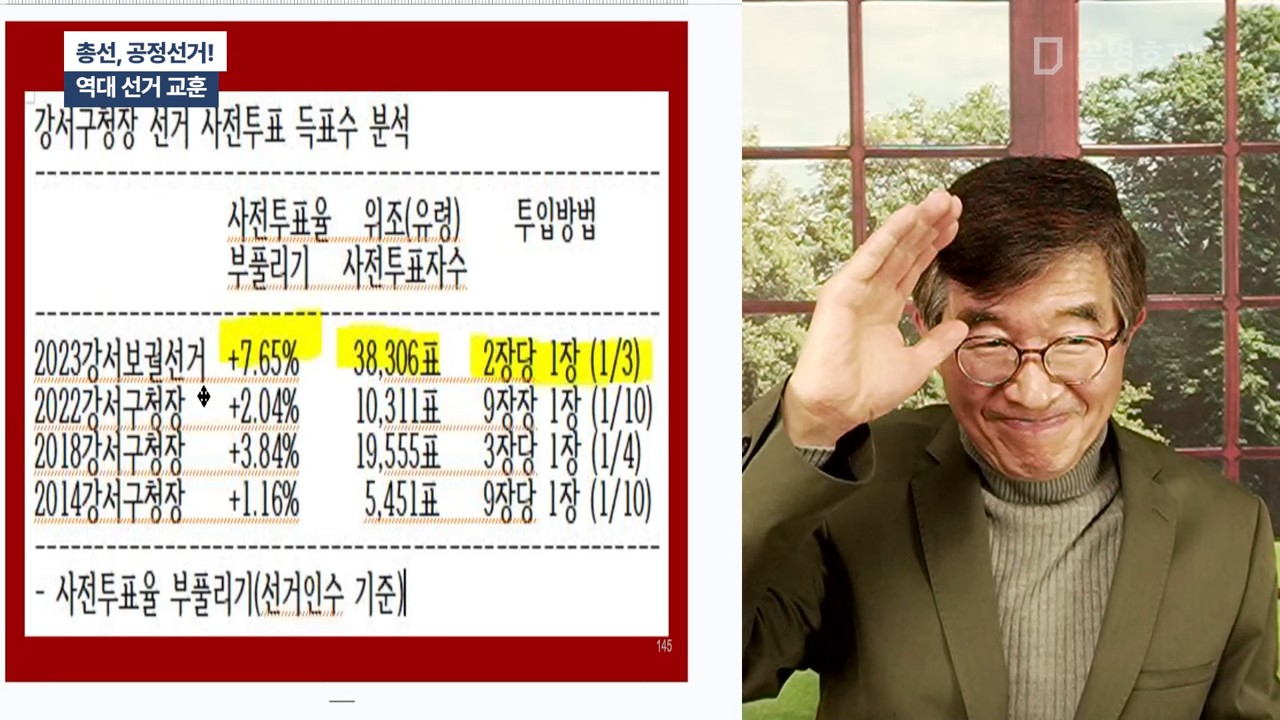 총선, 공정선거!
역대 선거 교훈
강서구청장 선거 사전투표 득표수 분석
사전투표율 위조(유령) 투입방법
부풀리기 사전투표자수
2023강서보궐선거 +7.65% 38,306표 2장당 1장 (1/3)
2022강서구청장 +2.04% 10,311표 9장장 1장 (1/10)
2018강서구청장 +3.84% 19,555표 3장당 1장 (1/4)
2014강서구청장 +1.16% 5,451표 9장당 1장 (1/10)
- 사전투표율 부풀리기(선거인수 기준)
145
공병호